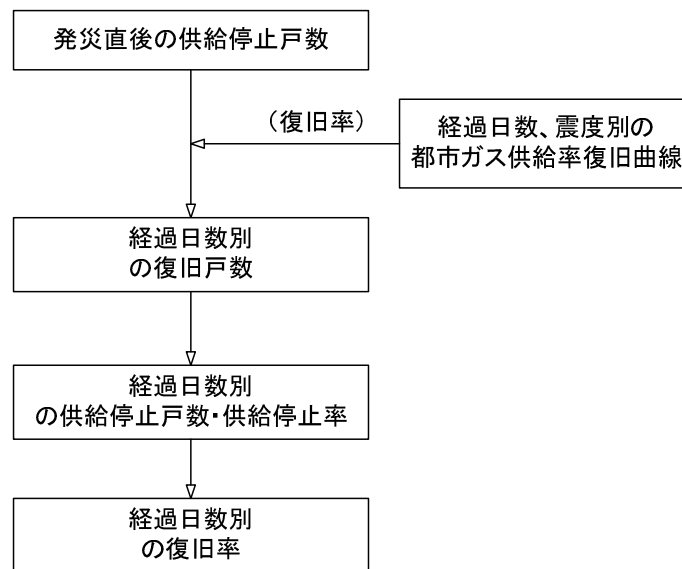 発災直後の供給停止戸数
（復旧率）
経過日数、震度別の
都市ガス供給率復旧曲線
経過日数別
の復旧戸数
経過日数別
の供給停止戸数・供給停止率
経過日数別
の復旧率